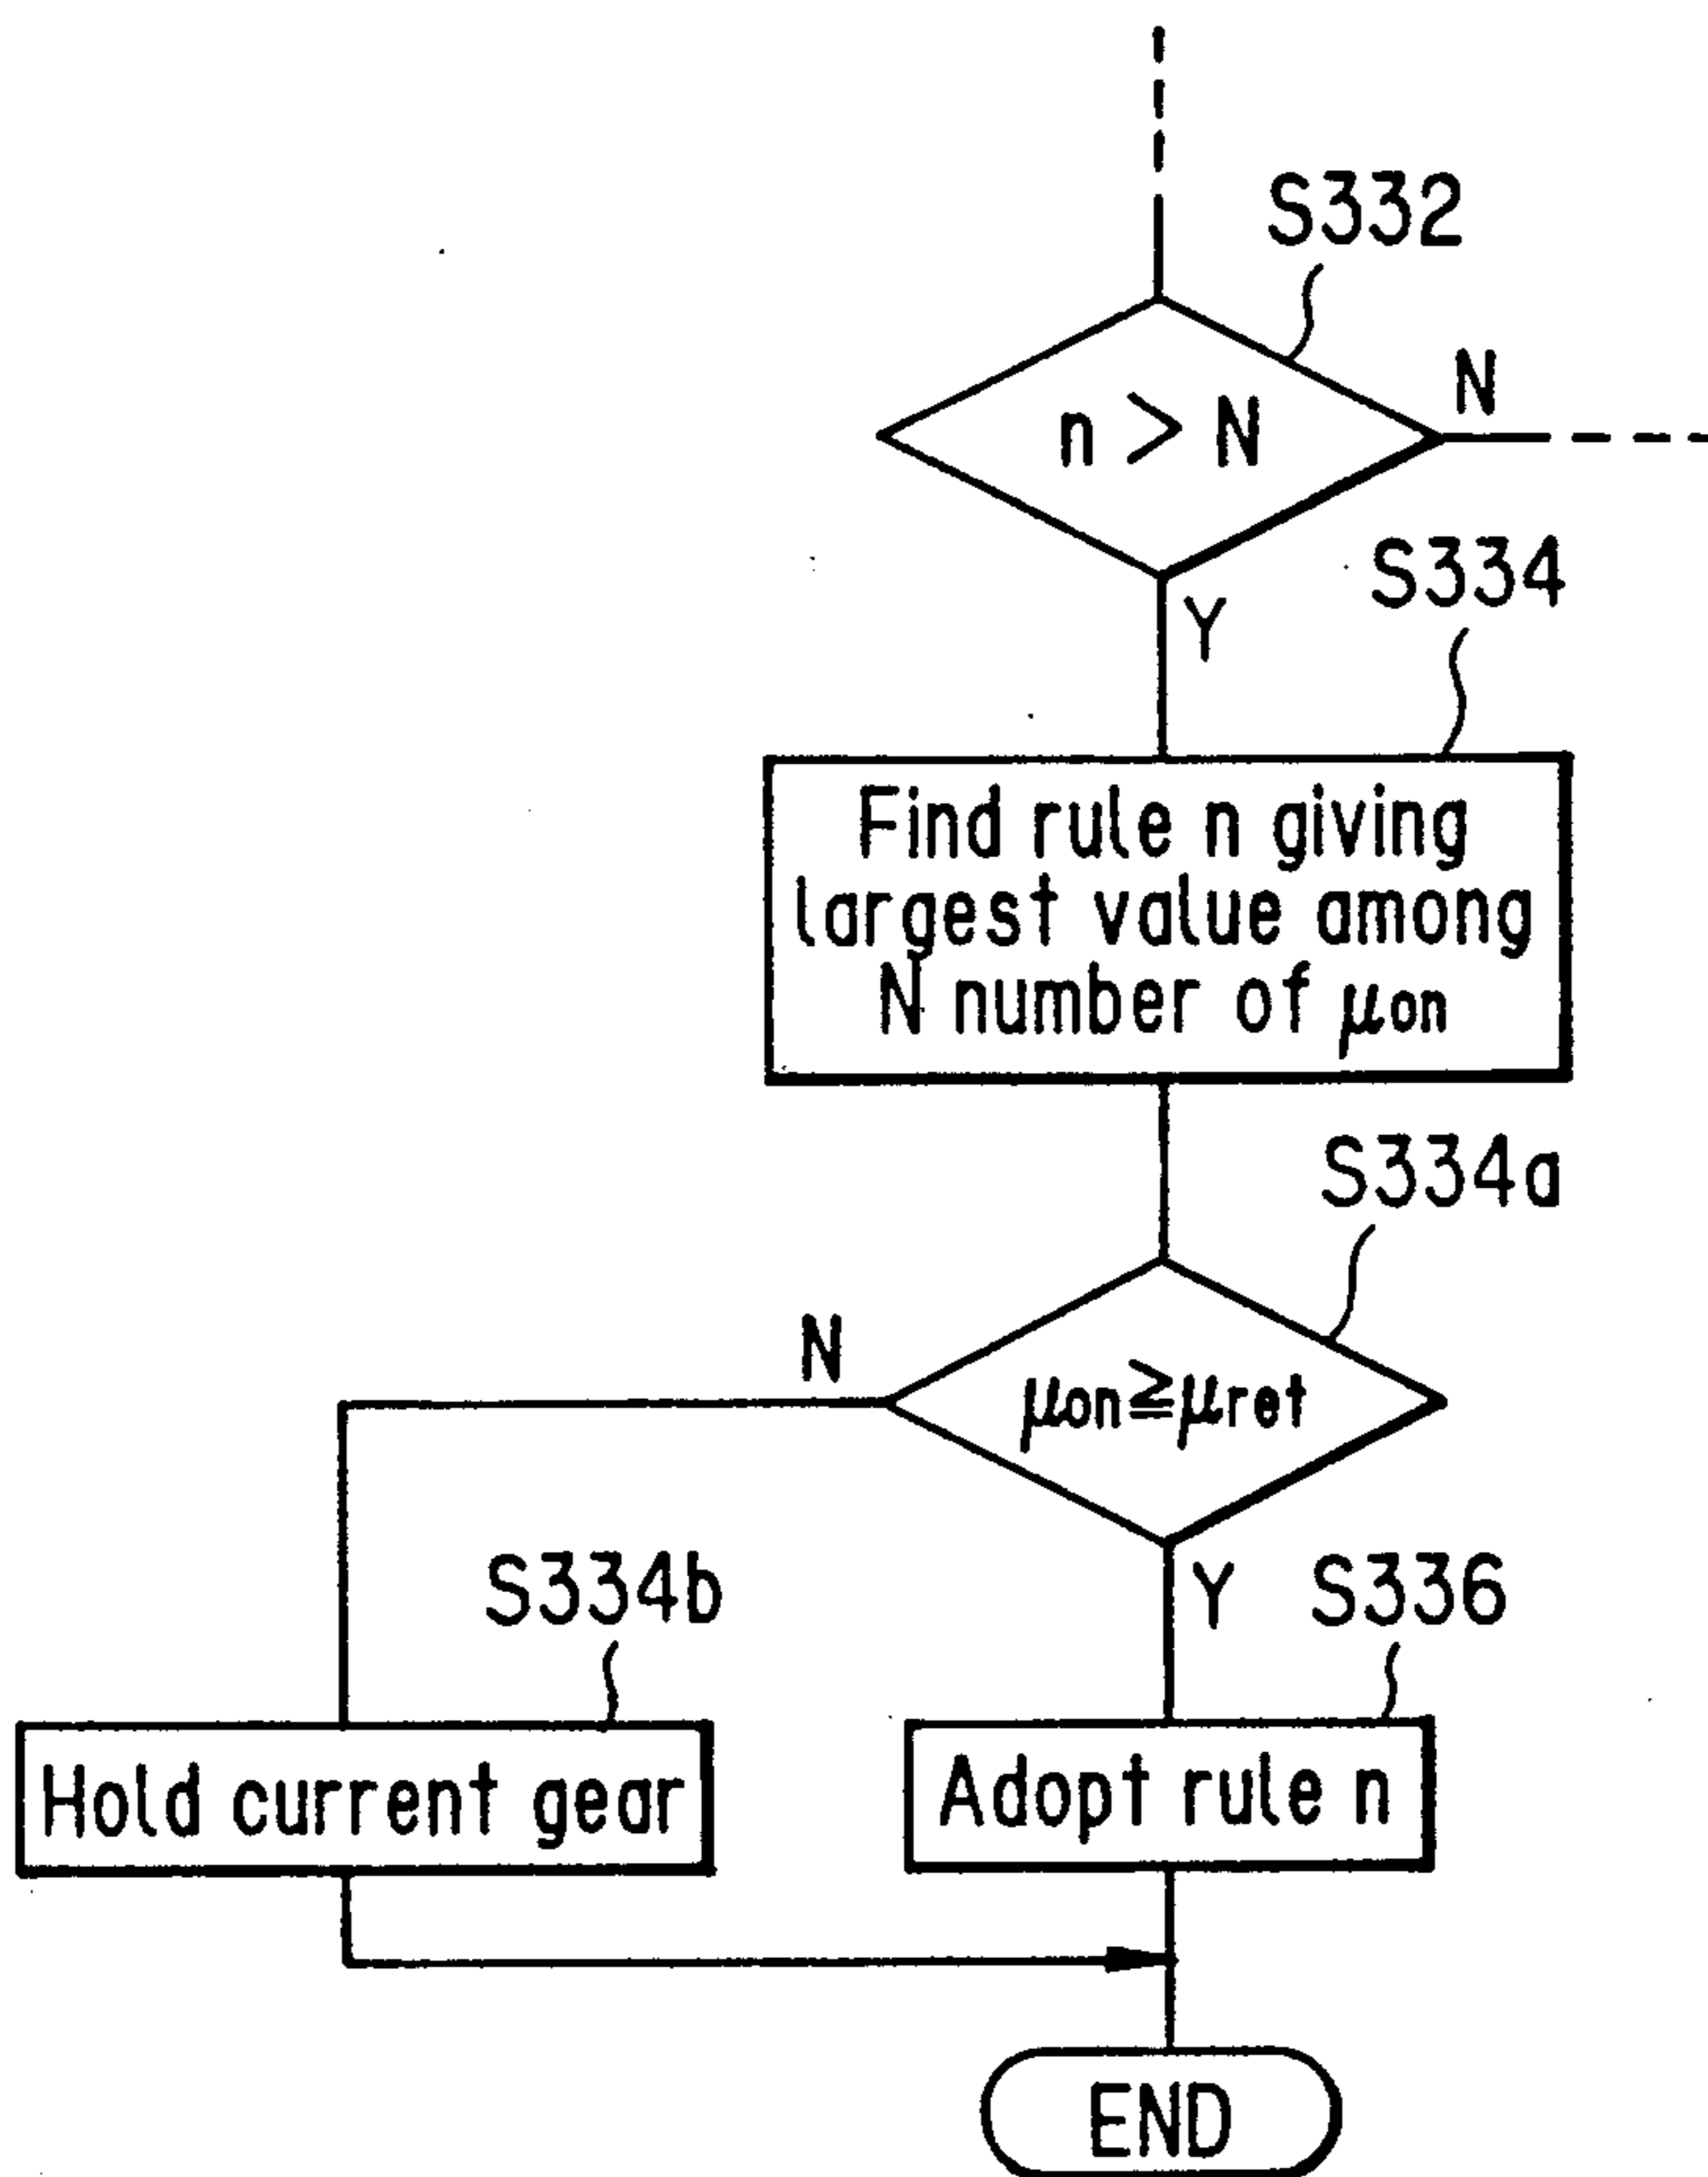 S332
n > N
N
Y
S334
Find rule n giving
largest value among
N number of μon
S334a
N
μon≧μret
Y
S334b
S336
Hold current gear
Adopt rule n
END